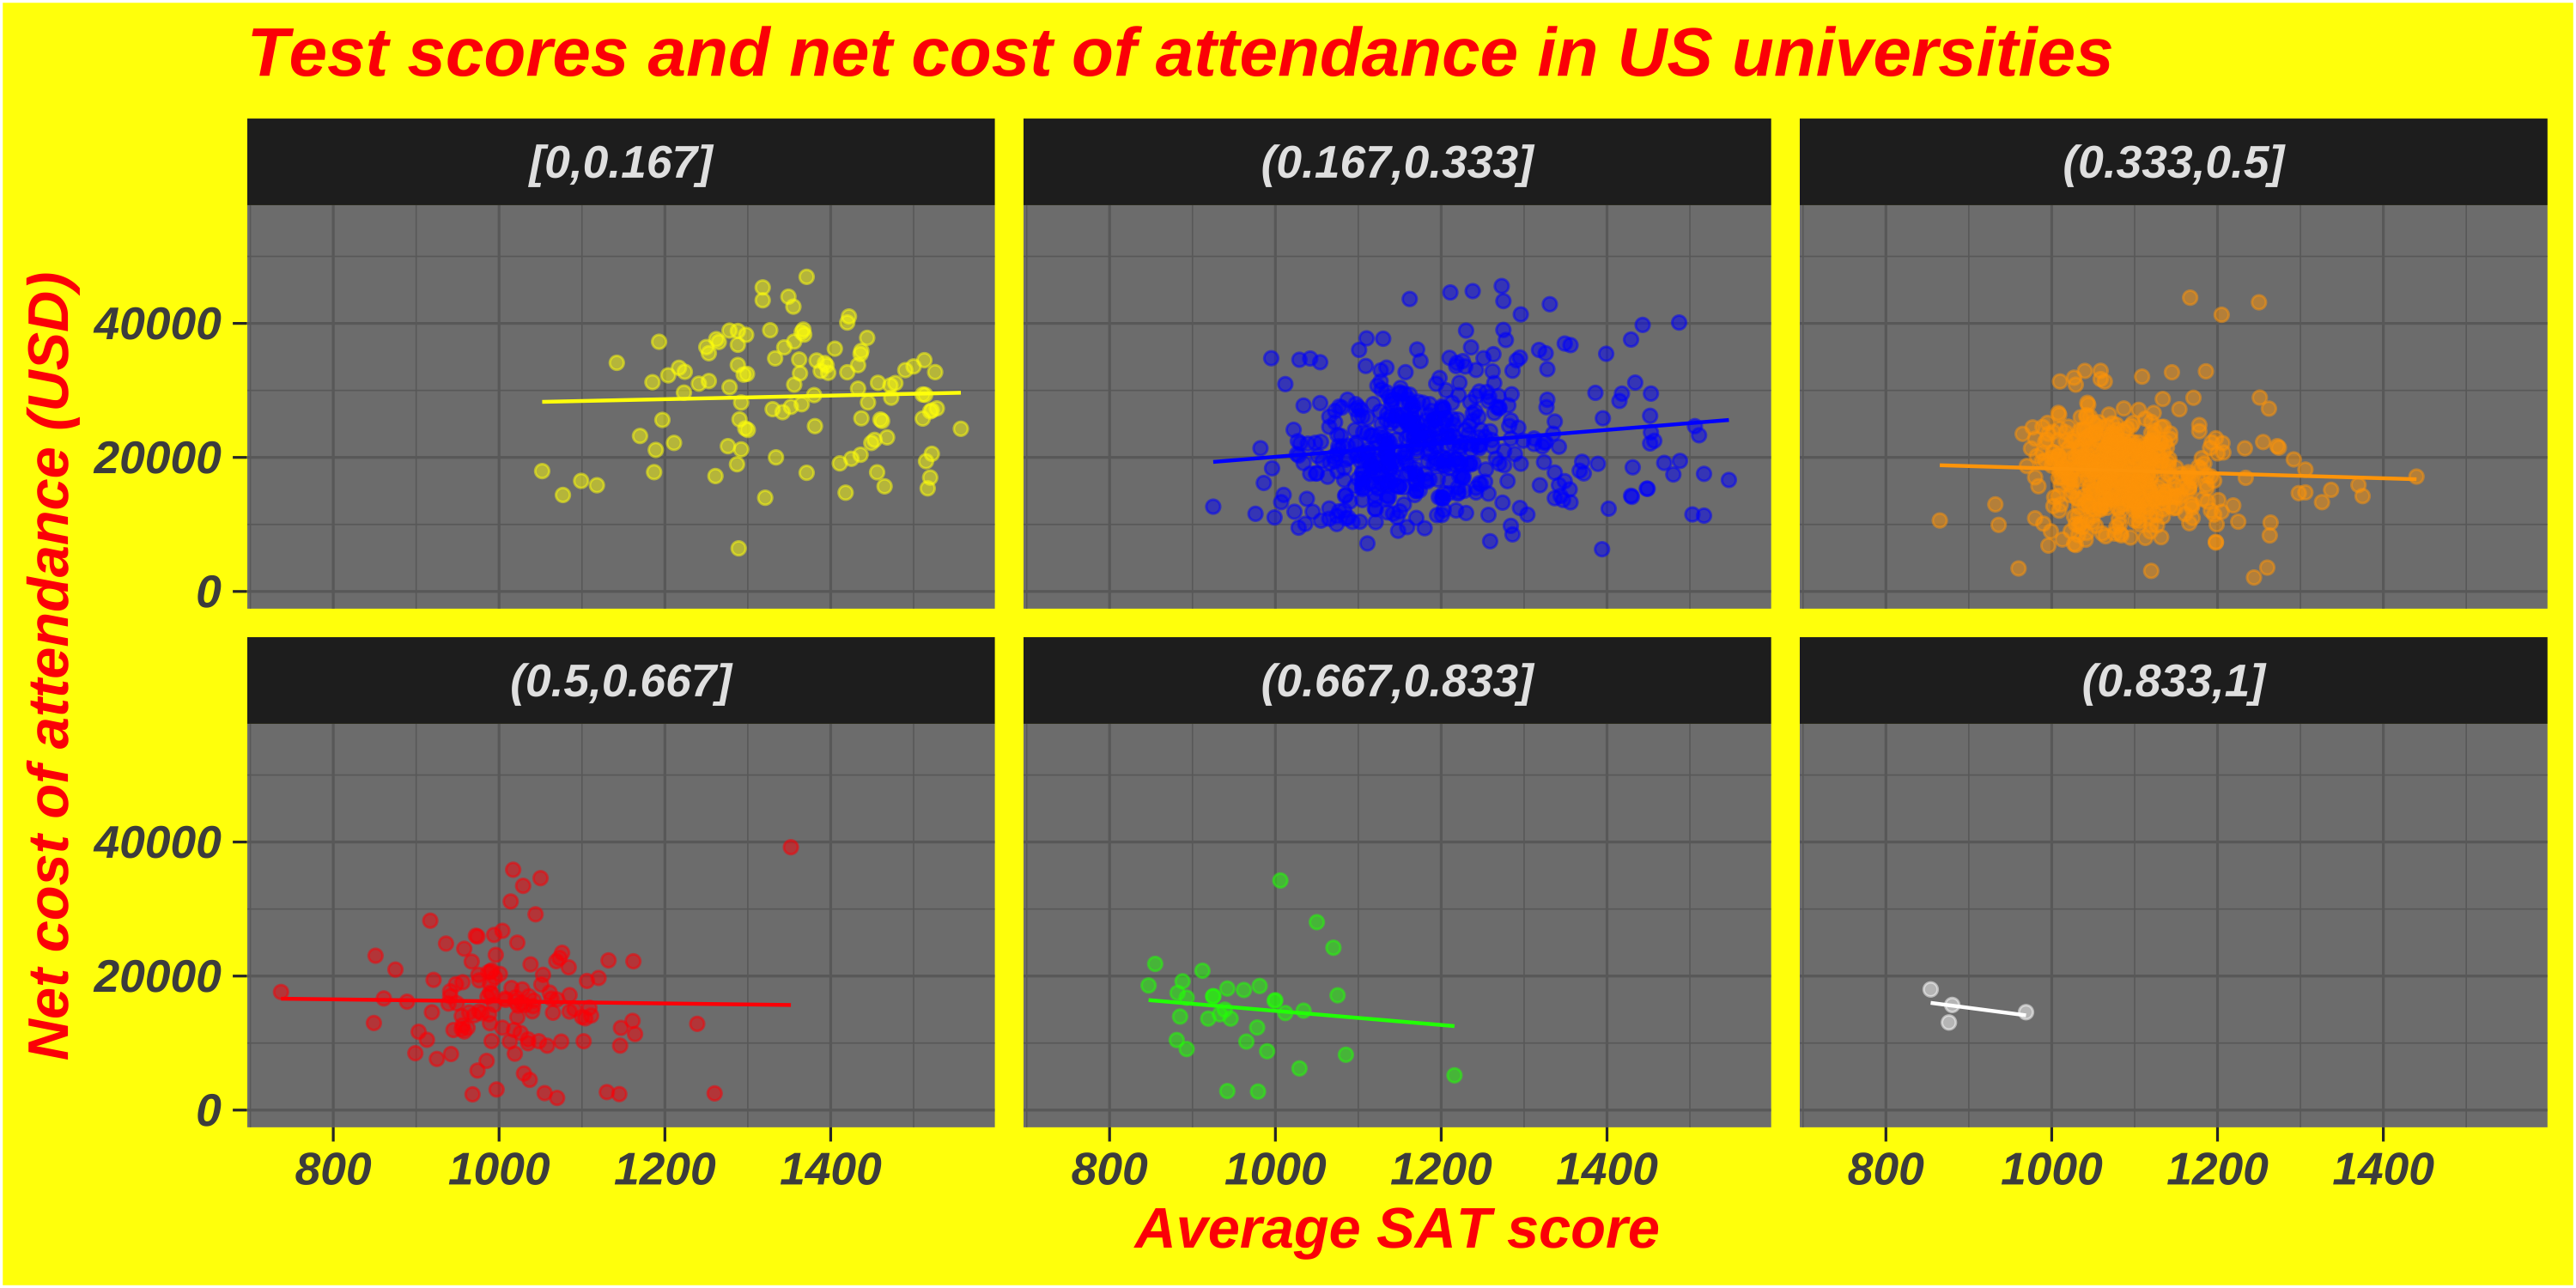 Test scores and net cost of attendance in US universities
[0,0.167]
(0.167,0.333]
(0.333,0.5]
40000
20000
0
(0.5,0.667]
(0.667,0.833]
(0.833,1]
40000
20000
0
800 1000 1200 1400
800 1000 1200 1400
800 1000 1200 1400
Average SAT score
Net cost of attendance (USD)